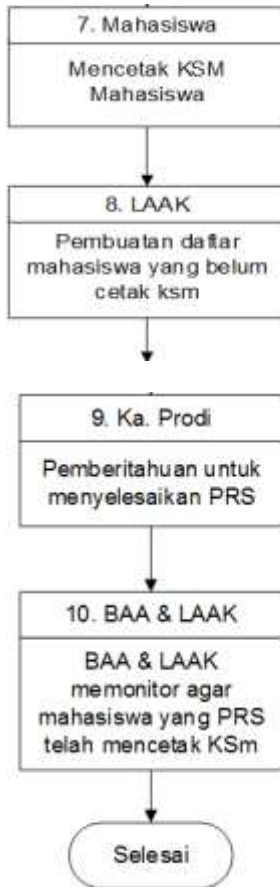 7. Mahasiswa
Mencetak KSM
Mahasiswa
8. LAAK
Pembuatan daftar
mahasiswa yang belum
cetak ksm
9. Ka. Prodi
Pemberitahuan untuk
menyelesaikan PRS
10. BAA & LAAK
BAA & LAAK
memonitor agar
mahasiswa yang PRS
telah mencetak KSm
Selesai